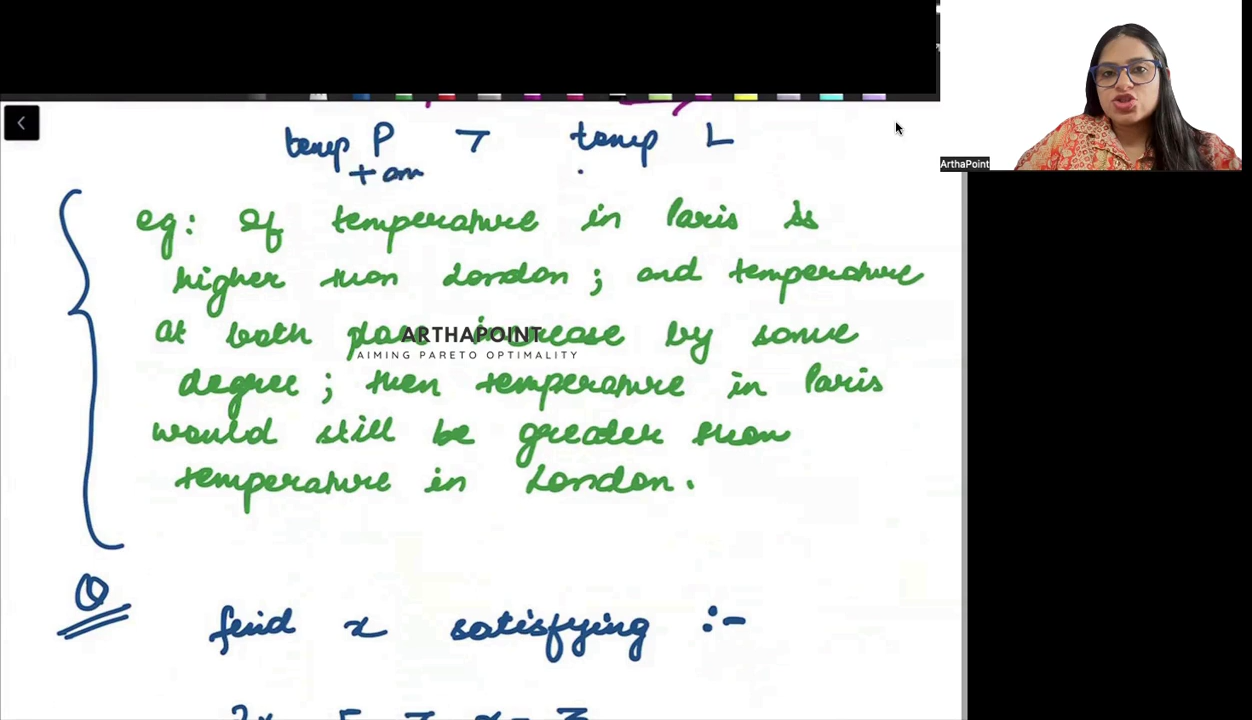 temp P > temp L
+ am
eg: If temperature in Paris is
higher than London ; and temperature
at both place increase by same
degree ; then temperature in Paris
would still be greater than
temperature in London.
ARTHAPOINT
AIMING PARETO OPTIMALITY
ArthaPoint
Q
find x satisfying :-